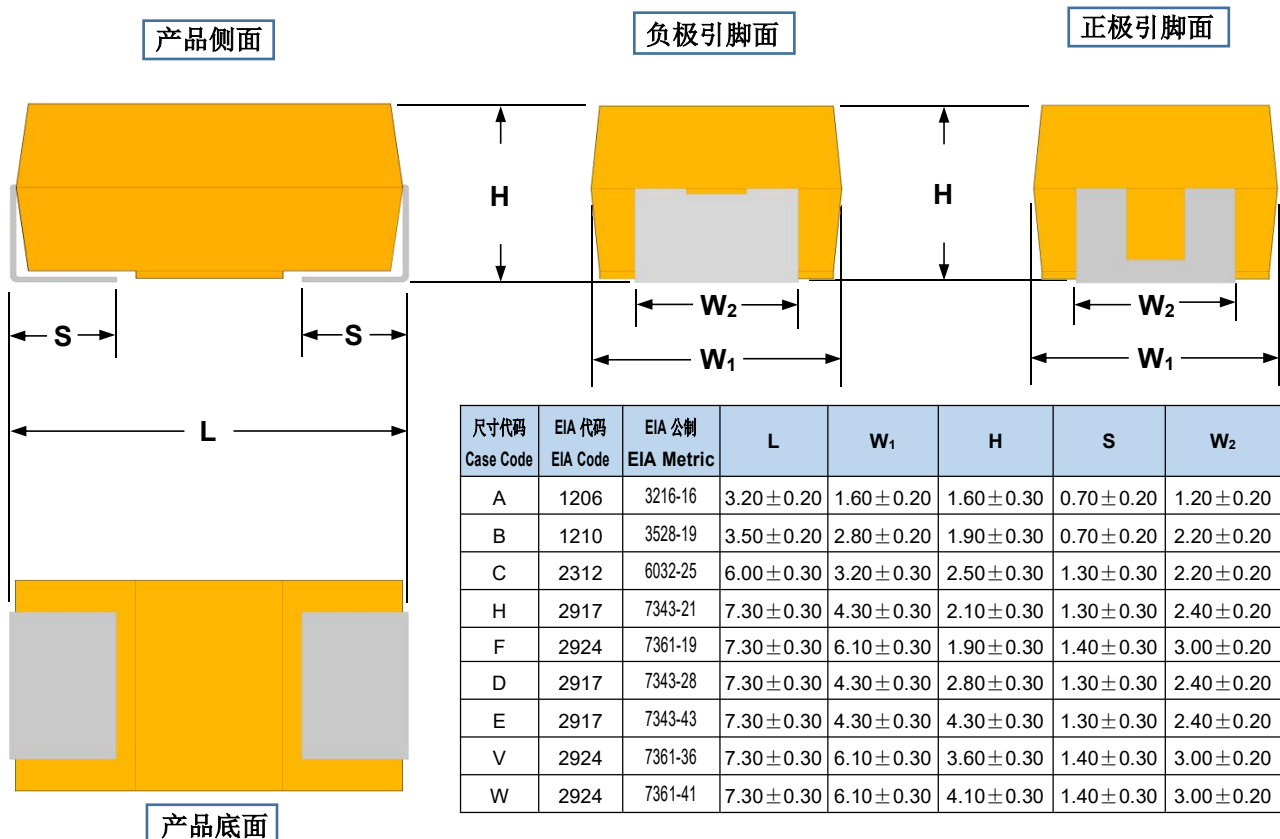 产品侧面
负极引脚面
正极引脚面
H
H
S
S
W₂
W₂
W₁
W₁
L
尺寸代码 Case Code EIA 代码 EIA Code EIA 公制 EIA Metric L W₁ H S W₂
A 1206 3216-16 3.20±0.20 1.60±0.20 1.60±0.30 0.70±0.20 1.20±0.20
B 1210 3528-19 3.50±0.20 2.80±0.20 1.90±0.30 0.70±0.20 2.20±0.20
C 2312 6032-25 6.00±0.30 3.20±0.30 2.50±0.30 1.30±0.30 2.20±0.20
H 2917 7343-21 7.30±0.30 4.30±0.30 2.10±0.30 1.30±0.30 2.40±0.20
F 2924 7361-19 7.30±0.30 6.10±0.30 1.90±0.30 1.40±0.30 3.00±0.20
D 2917 7343-28 7.30±0.30 4.30±0.30 2.80±0.30 1.30±0.30 2.40±0.20
E 2917 7343-43 7.30±0.30 4.30±0.30 4.30±0.30 1.30±0.30 2.40±0.20
V 2924 7361-36 7.30±0.30 6.10±0.30 3.60±0.30 1.40±0.30 3.00±0.20
W 2924 7361-41 7.30±0.30 6.10±0.30 4.10±0.30 1.40±0.30 3.00±0.20
产品底面